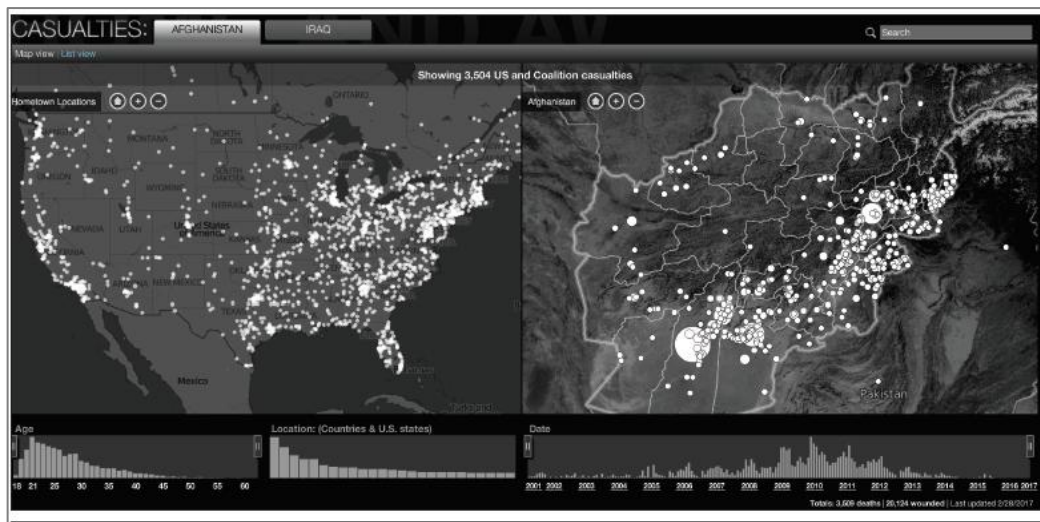 CASUALTIES: AFGHANISTAN IRAQ Search
Map view List view
Showing 3,504 US and Coalition casualties
Hometown Locations + −
Afghanistan + −
ONTARIO
MONTANA
NORTH DAKOTA
MINNESOTA
IDAHO
WYOMING
NEBRASKA
NEVADA
UTAH
United States of America
NEW MEXICO
Mexico
Pakistan
Age
18 21 25 30 35 40 45 50 55 60
Location: (Countries & U.S. states)
Date
2001 2002 2003 2004 2005 2006 2007 2008 2009 2010 2011 2012 2013 2014 2015 2016 2017
Totals: 3,509 deaths | 20,124 wounded | Last updated 2/28/2017